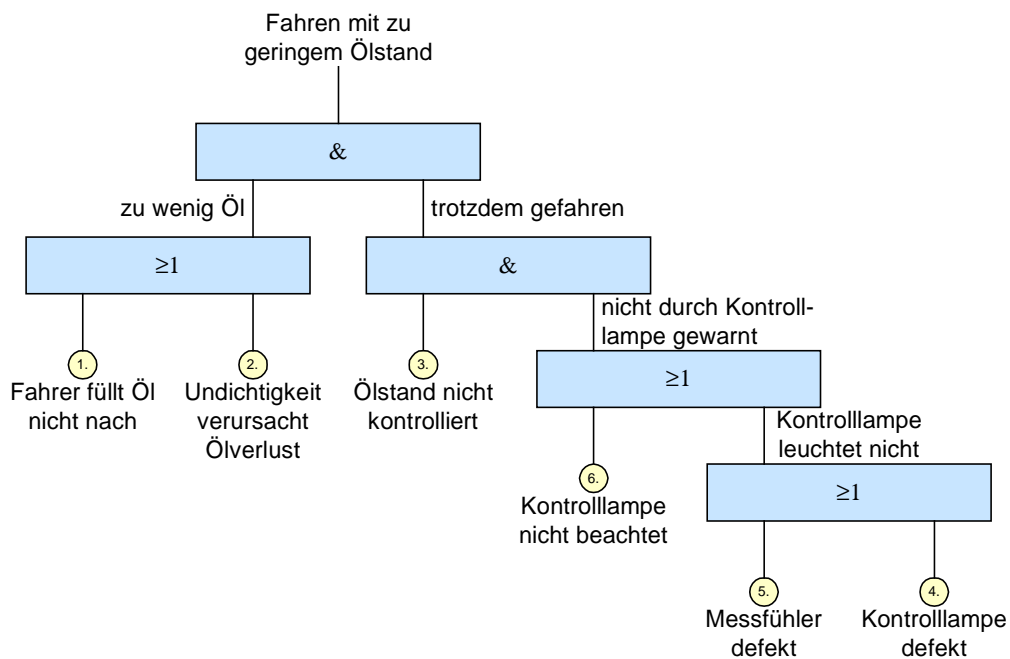 Fahren mit zu
geringem Ölstand
&
zu wenig Öl
trotzdem gefahren
≥1
&
nicht durch Kontroll-
lampe gewarnt
1.
2.
3.
≥1
Fahrer füllt Öl
nicht nach
Undichtigkeit
verursacht
Ölverlust
Ölstand nicht
kontrolliert
Kontrolllampe
leuchtet nicht
6.
≥1
Kontrolllampe
nicht beachtet
5.
4.
Messfühler
defekt
Kontrolllampe
defekt